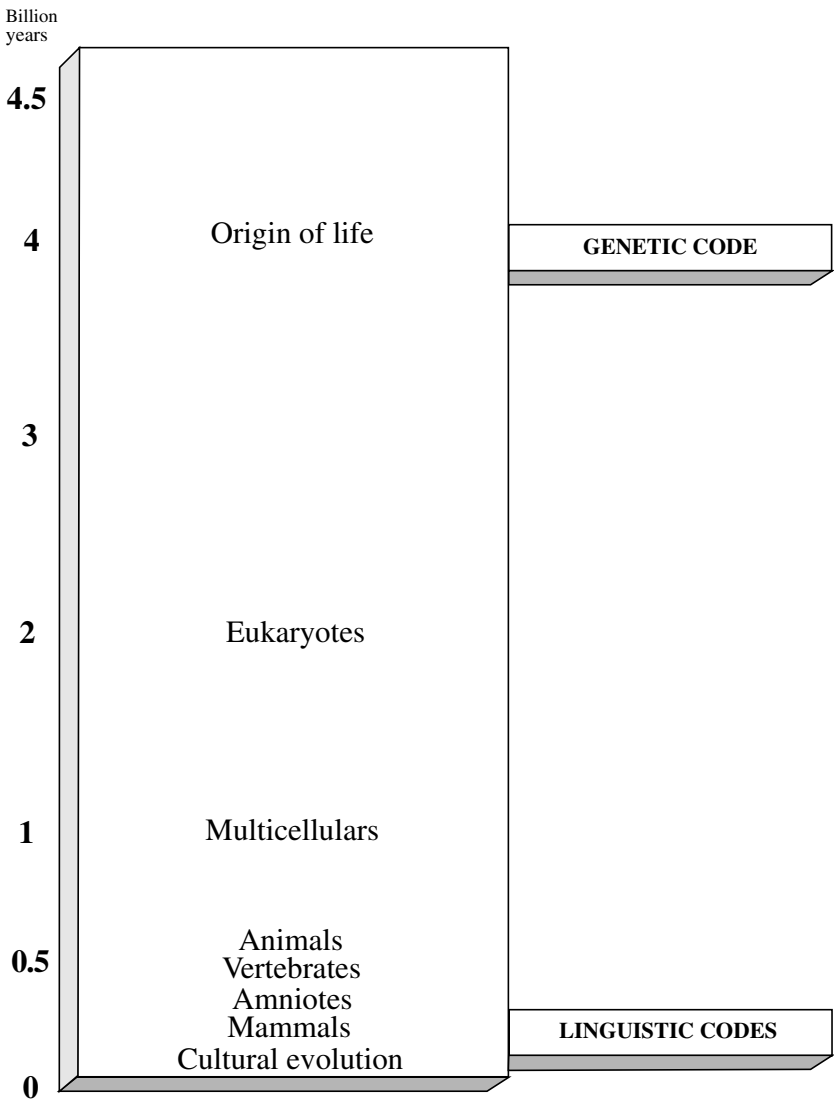 Billion
years
4.5
4
Origin of life
GENETIC CODE
3
2
Eukaryotes
1
Multicellulars
Animals
0.5
Vertebrates
Amniotes
Mammals
LINGUISTIC CODES
Cultural evolution
0